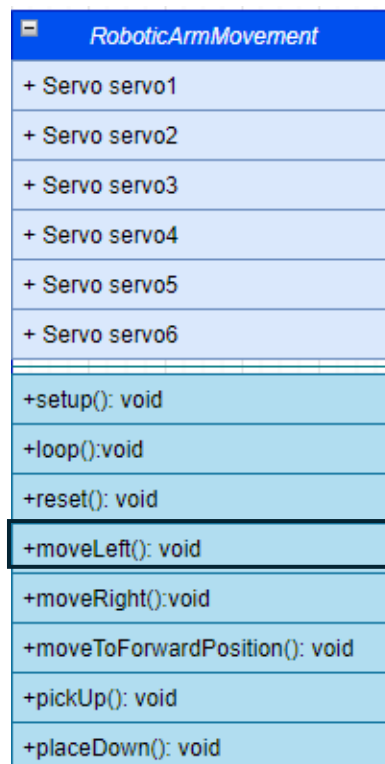 RoboticArmMovement
+ Servo servo1
+ Servo servo2
+ Servo servo3
+ Servo servo4
+ Servo servo5
+ Servo servo6
+setup(): void
+loop():void
+reset(): void
+moveLeft(): void
+moveRight():void
+moveToForwardPosition(): void
+pickUp(): void
+placeDown(): void